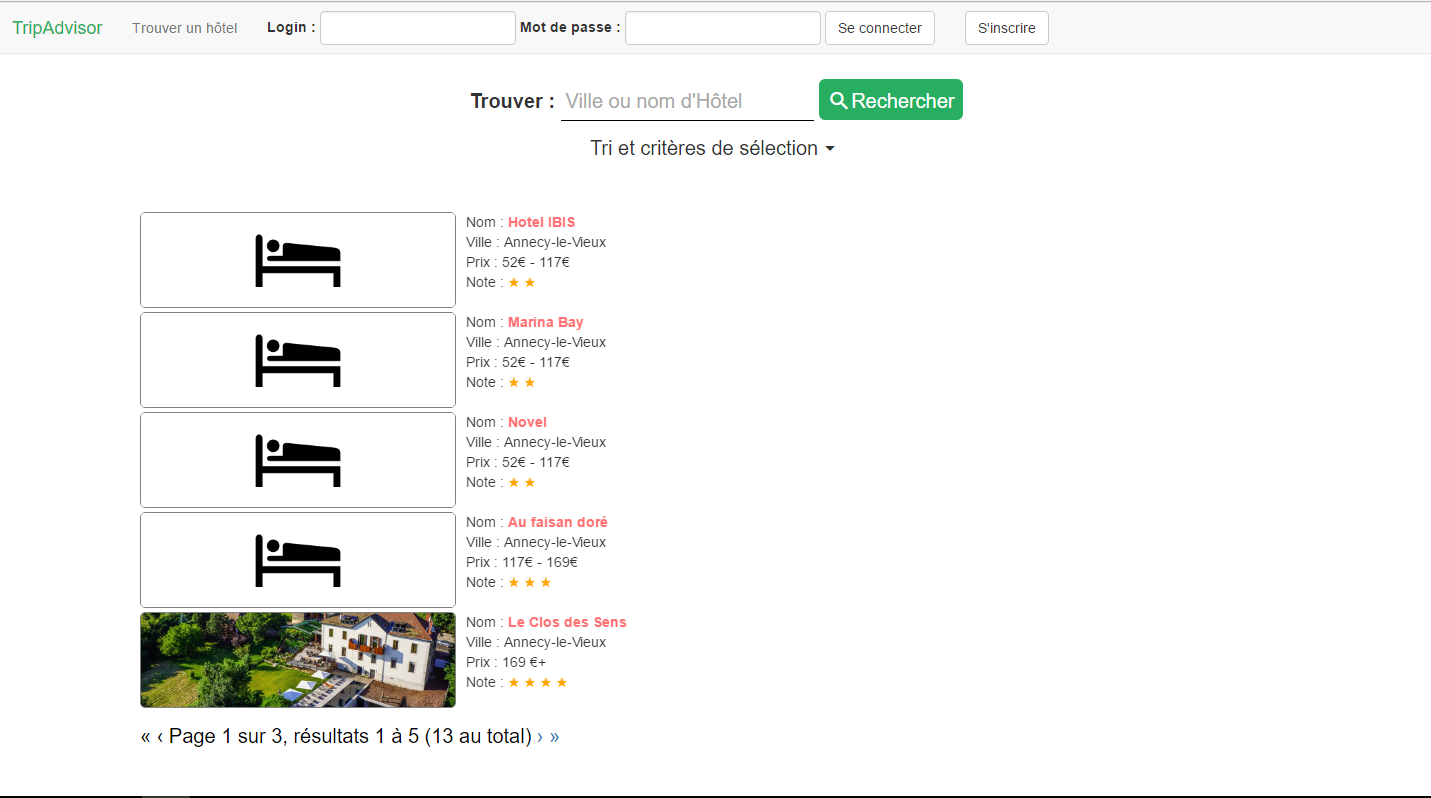 TripAdvisor Trouver un hôtel Login : Mot de passe : Se connecter S'inscrire
Trouver : Ville ou nom d'Hôtel Rechercher
Tri et critères de sélection
Nom : Hotel IBIS
Ville : Annecy-le-Vieux
Prix : 52€ - 117€
Note : ★ ★
Nom : Marina Bay
Ville : Annecy-le-Vieux
Prix : 52€ - 117€
Note : ★ ★
Nom : Novel
Ville : Annecy-le-Vieux
Prix : 52€ - 117€
Note : ★ ★
Nom : Au faisan doré
Ville : Annecy-le-Vieux
Prix : 117€ - 169€
Note : ★ ★ ★
Nom : Le Clos des Sens
Ville : Annecy-le-Vieux
Prix : 169 €+
Note : ★ ★ ★ ★
« ‹ Page 1 sur 3, résultats 1 à 5 (13 au total) › »